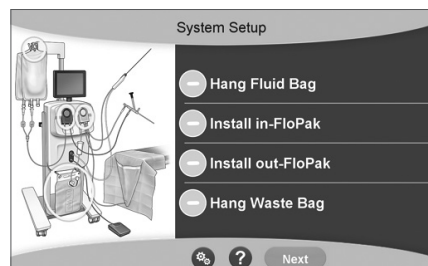 System Setup
Hang Fluid Bag
Install in-FloPak
Install out-FloPak
Hang Waste Bag
?
Next